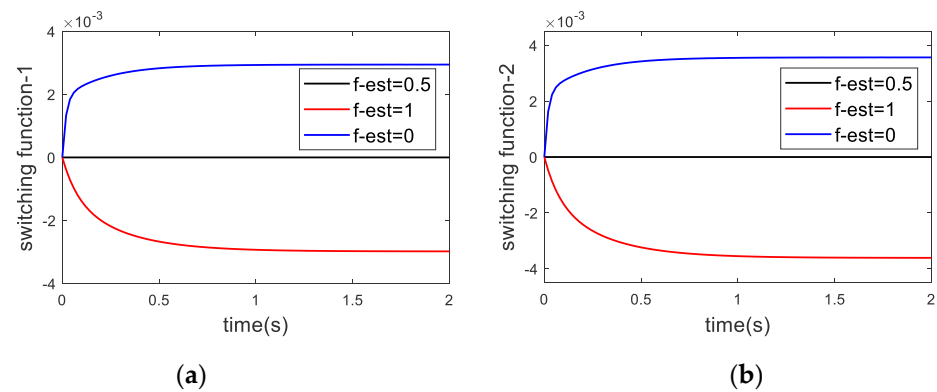 ×10⁻³
4
2
0
-2
-4
switching function-1
f-est=0.5
f-est=1
f-est=0
0
0.5
1
1.5
2
time(s)
(a)
×10⁻³
4
2
0
-2
-4
switching function-2
f-est=0.5
f-est=1
f-est=0
0
0.5
1
1.5
2
time(s)
(b)